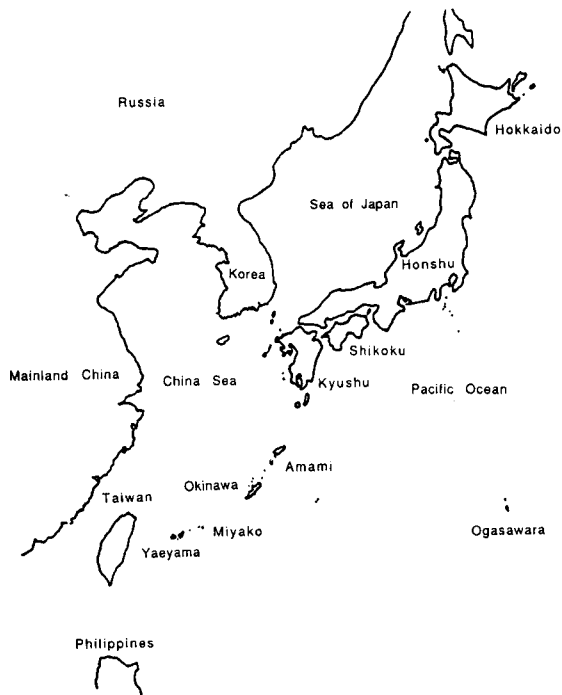 Russia
Hokkaido
Sea of Japan
Korea
Honshu
Shikoku
Mainland China
China Sea
Kyushu
Pacific Ocean
Amami
Okinawa
Taiwan
Miyako
Ogasawara
Yaeyama
Philippines